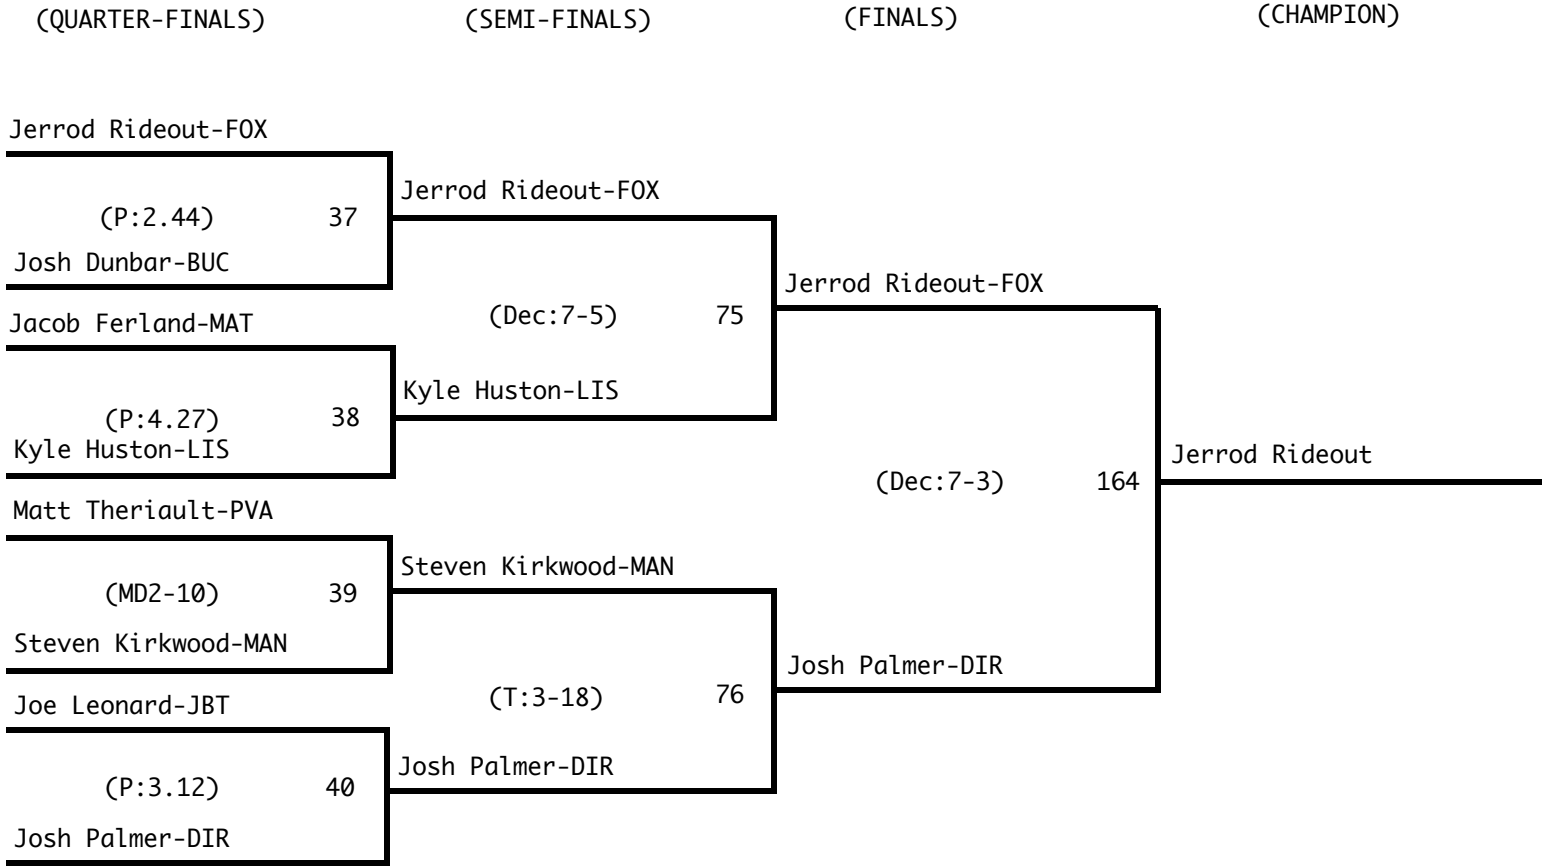 (QUARTER-FINALS)
(SEMI-FINALS)
(FINALS)
(CHAMPION)
Jerrod Rideout-FOX
(P:2.44) 37
Josh Dunbar-BUC
Jacob Ferland-MAT
(P:4.27) 38
Kyle Huston-LIS
Matt Theriault-PVA
(MD2-10) 39
Steven Kirkwood-MAN
Joe Leonard-JBT
(P:3.12) 40
Josh Palmer-DIR
Jerrod Rideout-FOX
(Dec:7-5) 75
Kyle Huston-LIS
Steven Kirkwood-MAN
(T:3-18) 76
Josh Palmer-DIR
Jerrod Rideout-FOX
(Dec:7-3) 164
Josh Palmer-DIR
Jerrod Rideout